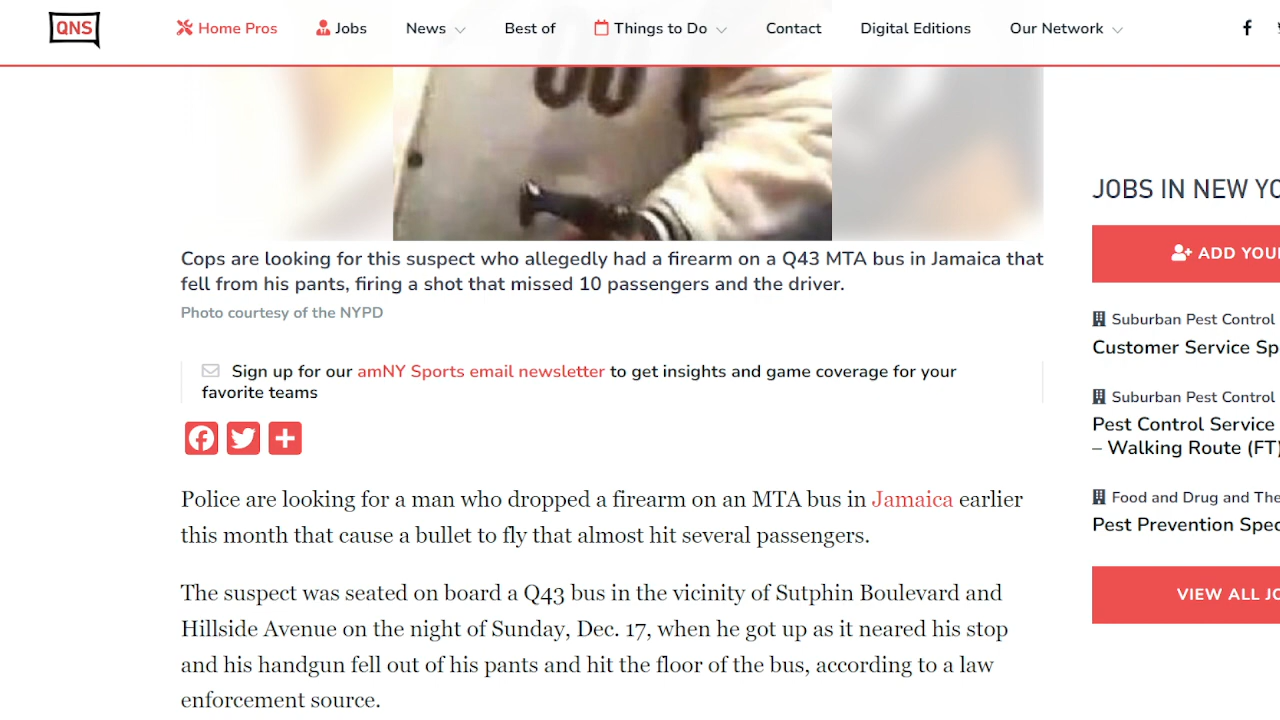 QNS
Home Pros
Jobs
News
Best of
Things to Do
Contact
Digital Editions
Our Network
00
JOBS IN NEW YO
ADD YOU
Cops are looking for this suspect who allegedly had a firearm on a Q43 MTA bus in Jamaica that
fell from his pants, firing a shot that missed 10 passengers and the driver.
Photo courtesy of the NYPD
Sign up for our amNY Sports email newsletter to get insights and game coverage for your
favorite teams
Police are looking for a man who dropped a firearm on an MTA bus in Jamaica earlier
this month that cause a bullet to fly that almost hit several passengers.
The suspect was seated on board a Q43 bus in the vicinity of Sutphin Boulevard and
Hillside Avenue on the night of Sunday, Dec. 17, when he got up as it neared his stop
and his handgun fell out of his pants and hit the floor of the bus, according to a law
enforcement source.
Suburban Pest Control
Customer Service Sp
Suburban Pest Control
Pest Control Service
– Walking Route (FT)
Food and Drug and The
Pest Prevention Spec
VIEW ALL JO